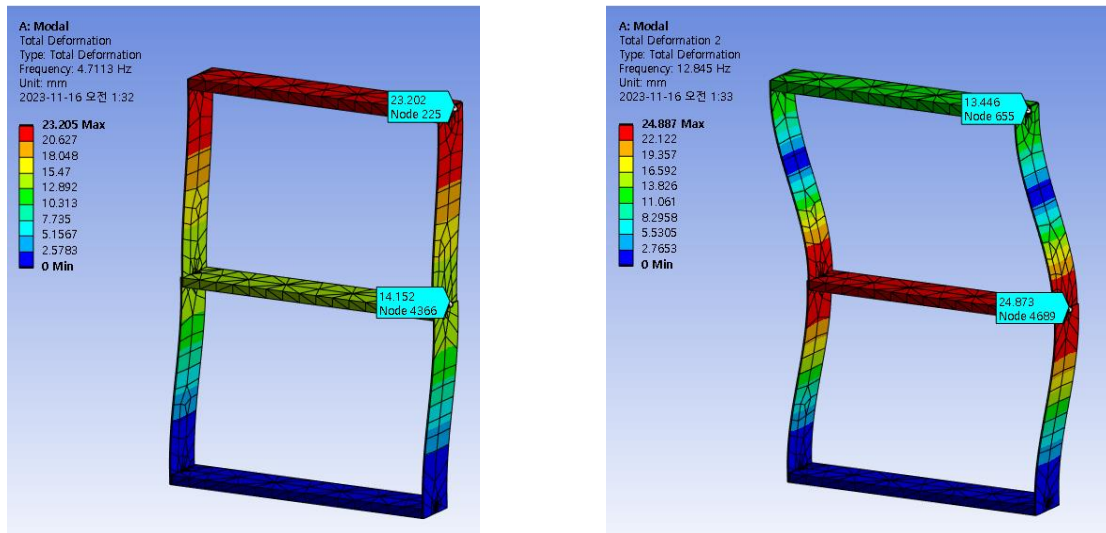 A: Modal
Total Deformation
Type: Total Deformation
Frequency: 4.7113 Hz
Unit: mm
2023-11-16 오전 1:32
23.205 Max
20.627
18.048
15.47
12.892
10.313
7.735
5.1567
2.5783
0 Min
23.202
Node 225
14.152
Node 4366
A: Modal
Total Deformation 2
Type: Total Deformation
Frequency: 12.845 Hz
Unit: mm
2023-11-16 오전 1:33
24.887 Max
22.122
19.357
16.592
13.826
11.061
8.2958
5.5305
2.7653
0 Min
13.446
Node 655
24.873
Node 4689